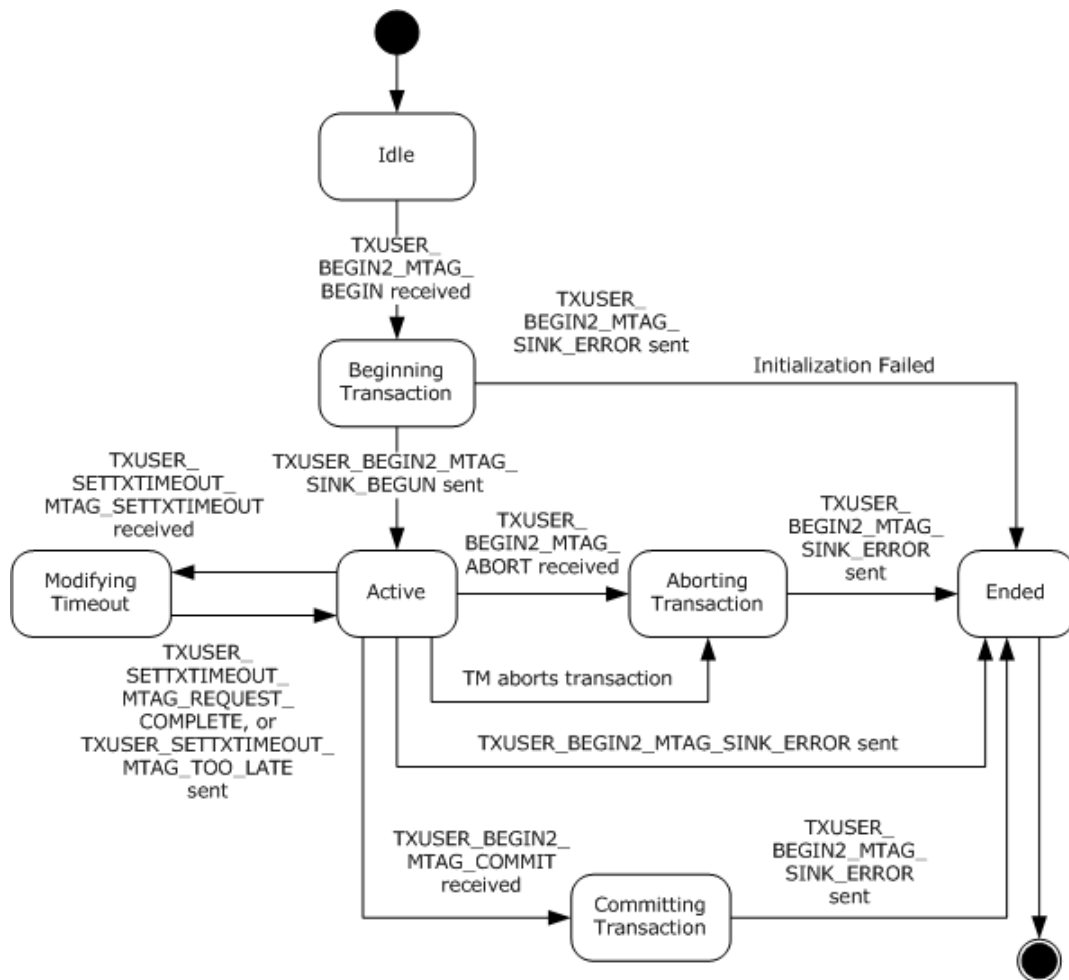 Idle
TXUSER_
BEGIN2_MTAG_
BEGIN received
TXUSER_
BEGIN2_MTAG_
SINK_ERROR sent
Initialization Failed
Beginning
Transaction
TXUSER_BEGIN2_MTAG_
SINK_BEGUN sent
TXUSER_
SETTXTIMEOUT_
MTAG_SETTXTIMEOUT
received
TXUSER_
BEGIN2_MTAG_
ABORT received
TXUSER_
BEGIN2_MTAG_
SINK_ERROR
sent
Modifying
Timeout
Active
Aborting
Transaction
Ended
TXUSER_
SETTXTIMEOUT_
MTAG_REQUEST_
COMPLETE, or
TXUSER_SETTXTIMEOUT_
MTAG_TOO_LATE
sent
TM aborts transaction
TXUSER_BEGIN2_MTAG_SINK_ERROR sent
TXUSER_BEGIN2_
MTAG_COMMIT
received
TXUSER_
BEGIN2_MTAG_
SINK_ERROR
sent
Committing
Transaction